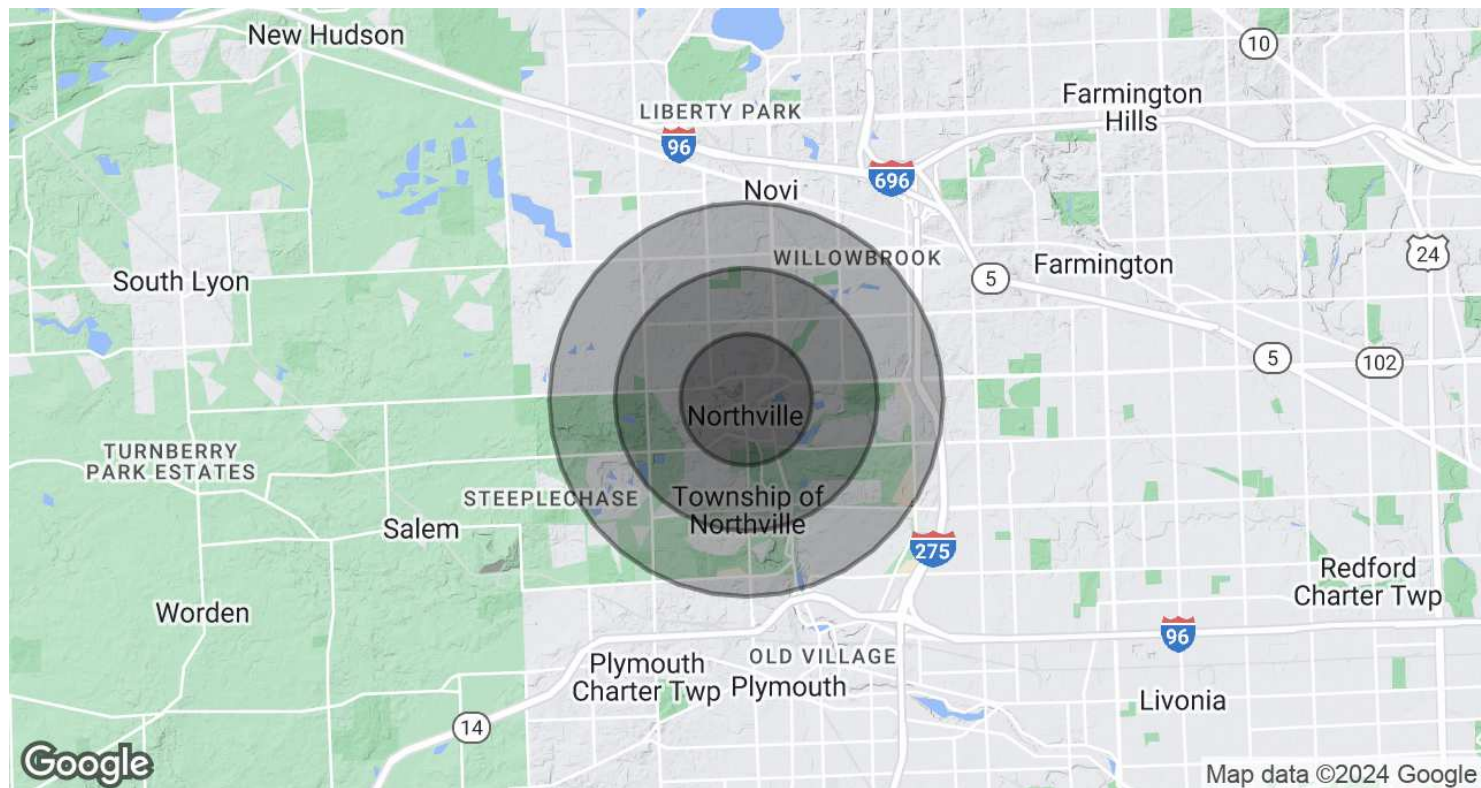 New Hudson
10
LIBERTY PARK
Farmington
Hills
96
696
Novi
WILLOWBROOK
24
South Lyon
5
Farmington
5
102
Northville
TURNBERRY
PARK ESTATES
STEEPLECHASE
Township of
Northville
Salem
275
Redford
Charter Twp
Worden
96
OLD VILLAGE
Plymouth
Charter Twp
Plymouth
Livonia
14
Google
Map data ©2024 Google